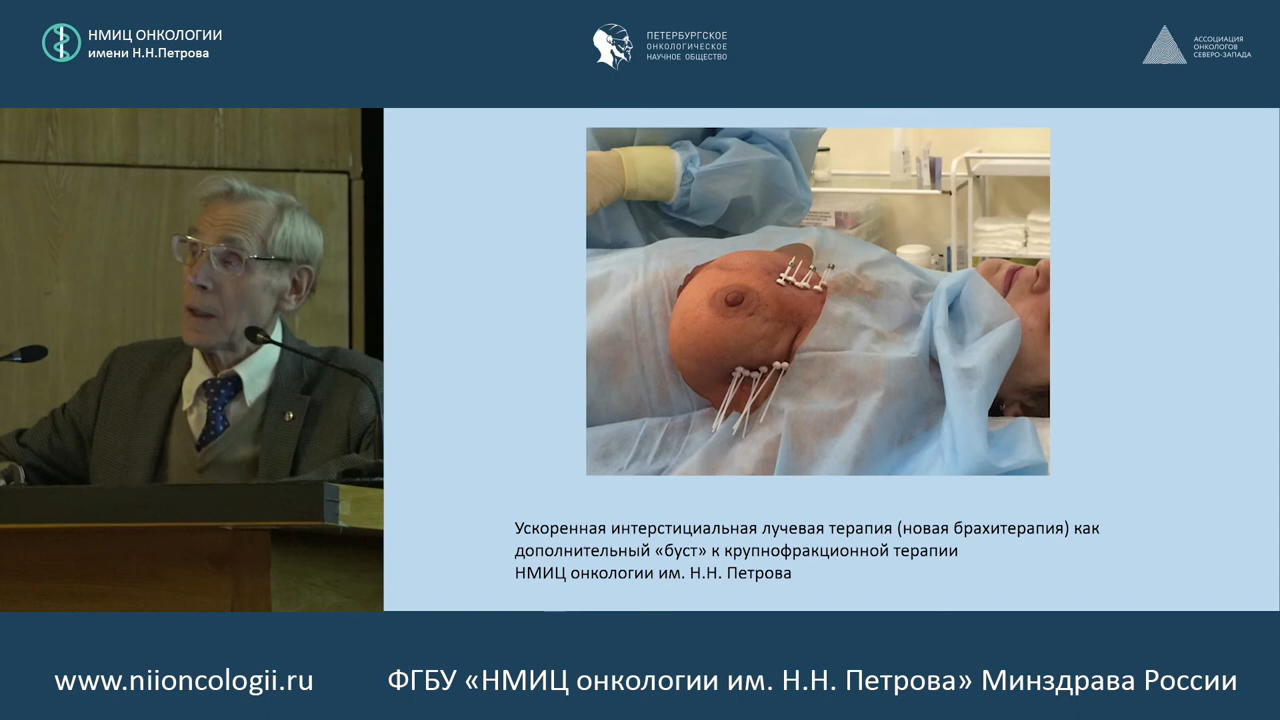 НМИЦ ОНКОЛОГИИ
имени Н.Н.Петрова
ПЕТЕРБУРГСКОЕ
ОНКОЛОГИЧЕСКОЕ
НАУЧНОЕ ОБЩЕСТВО
АССОЦИАЦИЯ
ОНКОЛОГОВ
СЕВЕРО-ЗАПАДА
Ускоренная интерстициальная лучевая терапия (новая брахитерапия) как
дополнительный «буст» к крупнофракционной терапии
НМИЦ онкологии им. Н.Н. Петрова
www.niioncologii.ru
ФГБУ «НМИЦ онкологии им. Н.Н. Петрова» Минздрава России